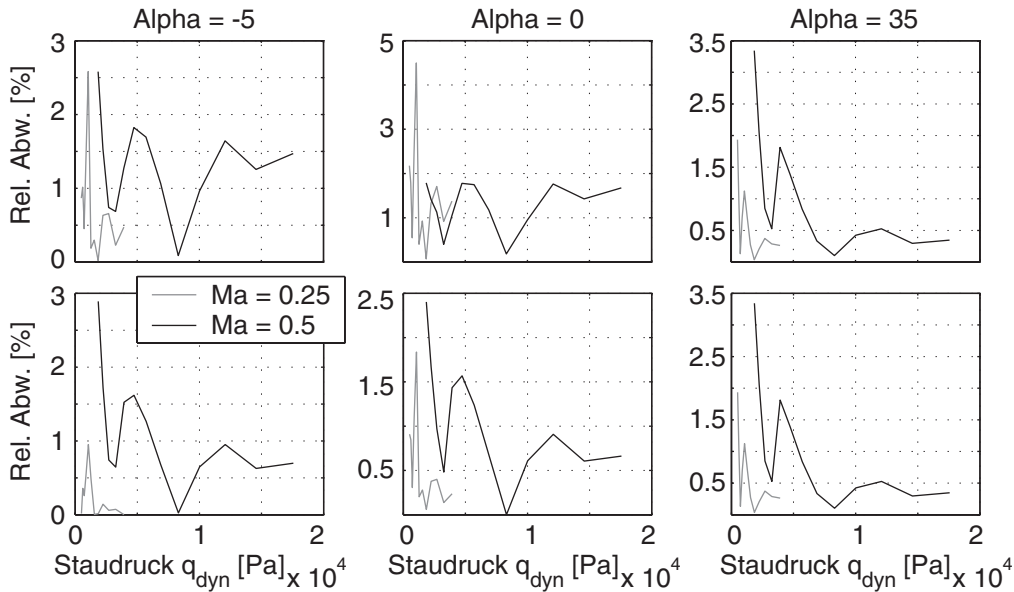 Alpha = -5 Alpha = 0 Alpha = 35
3 5 3.5
Rel. Abw. [%]
2 3 2.5
1 1 1.5
0 0.5
Ma = 0.25
Ma = 0.5
3 2.5 3.5
Rel. Abw. [%]
2 1.5 2.5
1 0.5 1.5
0 0.5
0 1 2 0 1 2 0 1 2
Staudruck q_dyn [Pa] x 10^4 Staudruck q_dyn [Pa] x 10^4 Staudruck q_dyn [Pa] x 10^4